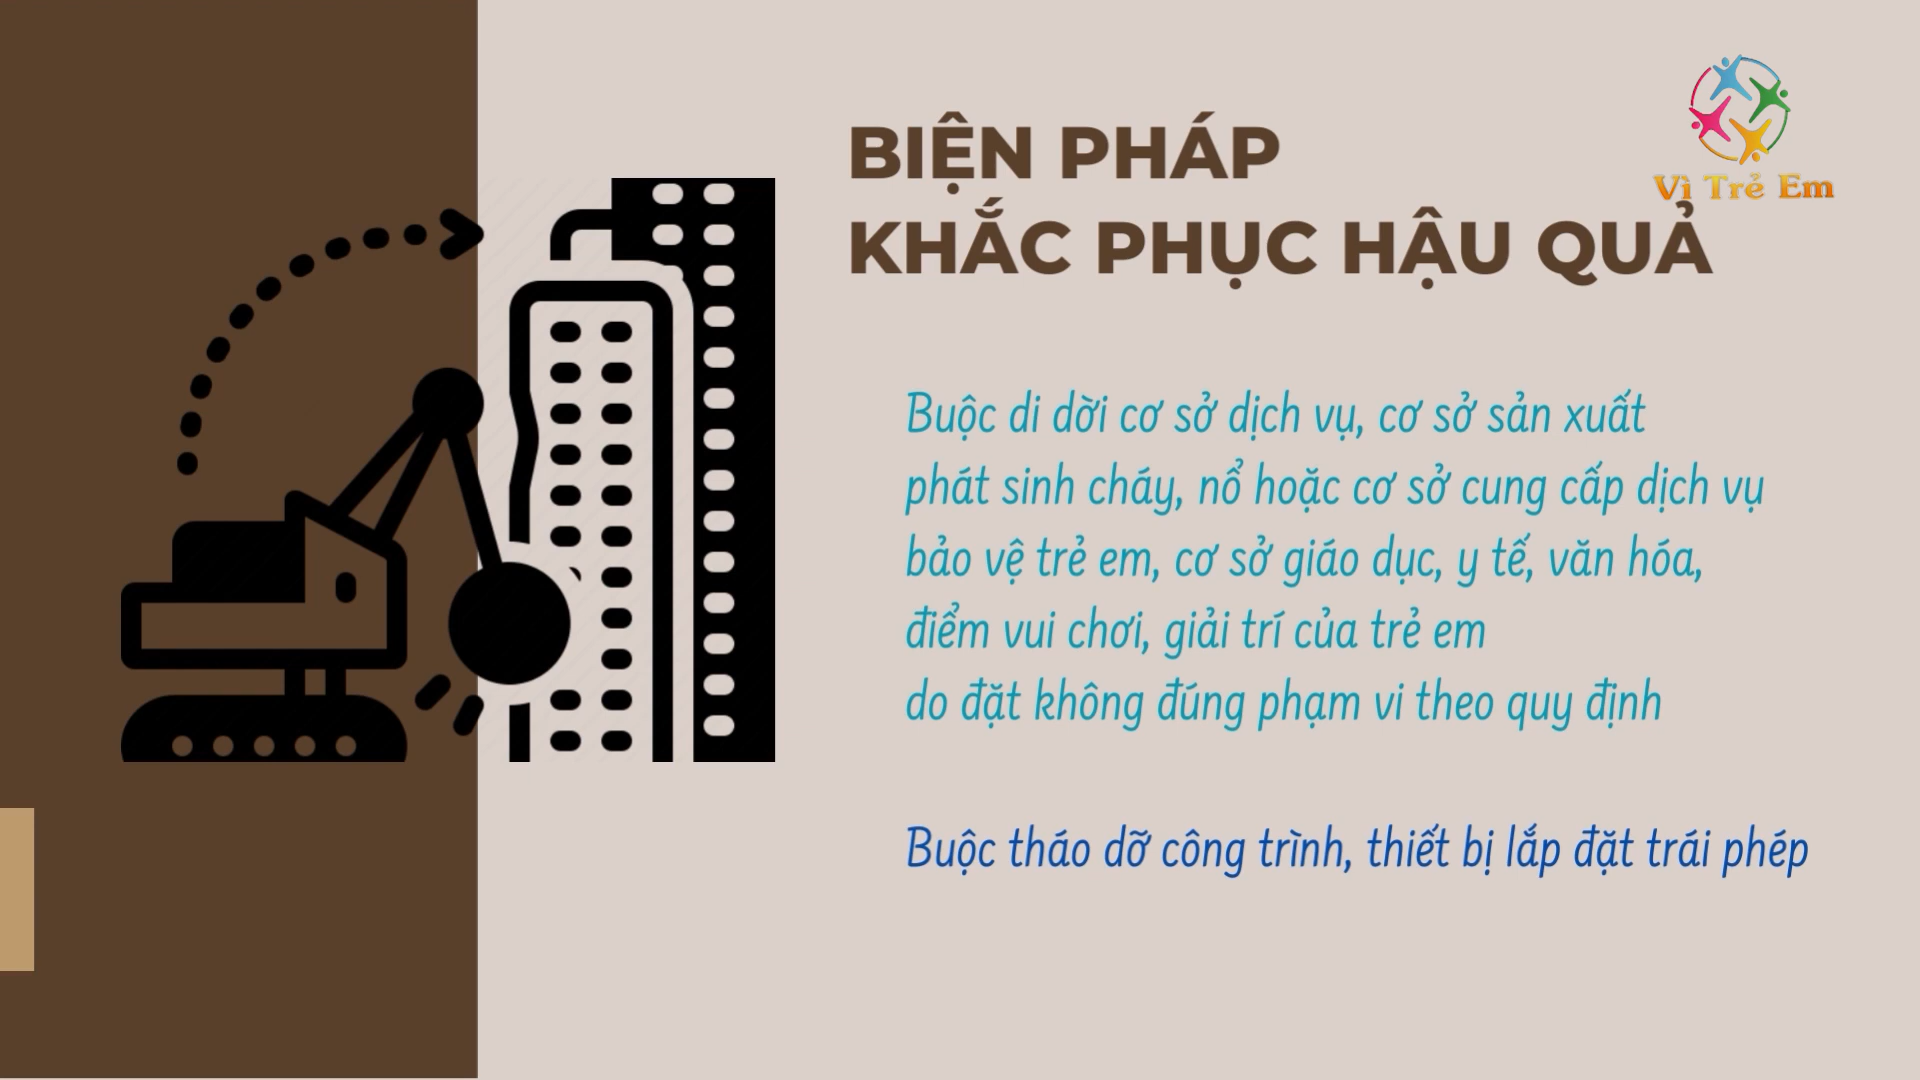 Vì Trẻ Em
BIỆN PHÁP
KHẮC PHỤC HẬU QUẢ
Buộc di dời cơ sở dịch vụ, cơ sở sản xuất
phát sinh cháy, nổ hoặc cơ sở cung cấp dịch vụ
bảo vệ trẻ em, cơ sở giáo dục, y tế, văn hóa,
điểm vui chơi, giải trí của trẻ em
do đặt không đúng phạm vi theo quy định
Buộc tháo dỡ công trình, thiết bị lắp đặt trái phép